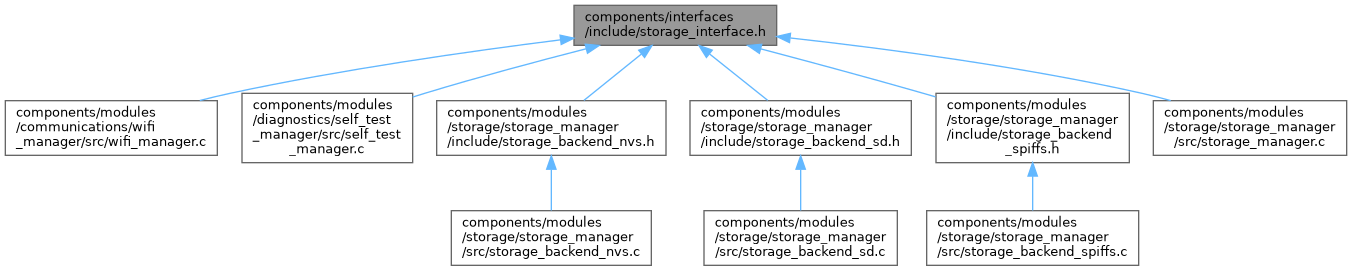 components/interfaces
/include/storage_interface.h
components/modules
/communications/wifi
_manager/src/wifi_manager.c
components/modules
/diagnostics/self_test
_manager/src/self_test
_manager.c
components/modules
/storage/storage_manager
/include/storage_backend_nvs.h
components/modules
/storage/storage_manager
/include/storage_backend_sd.h
components/modules
/storage/storage_manager
/include/storage_backend
_spiffs.h
components/modules
/storage/storage_manager
/src/storage_manager.c
components/modules
/storage/storage_manager
/src/storage_backend_nvs.c
components/modules
/storage/storage_manager
/src/storage_backend_sd.c
components/modules
/storage/storage_manager
/src/storage_backend_spiffs.c